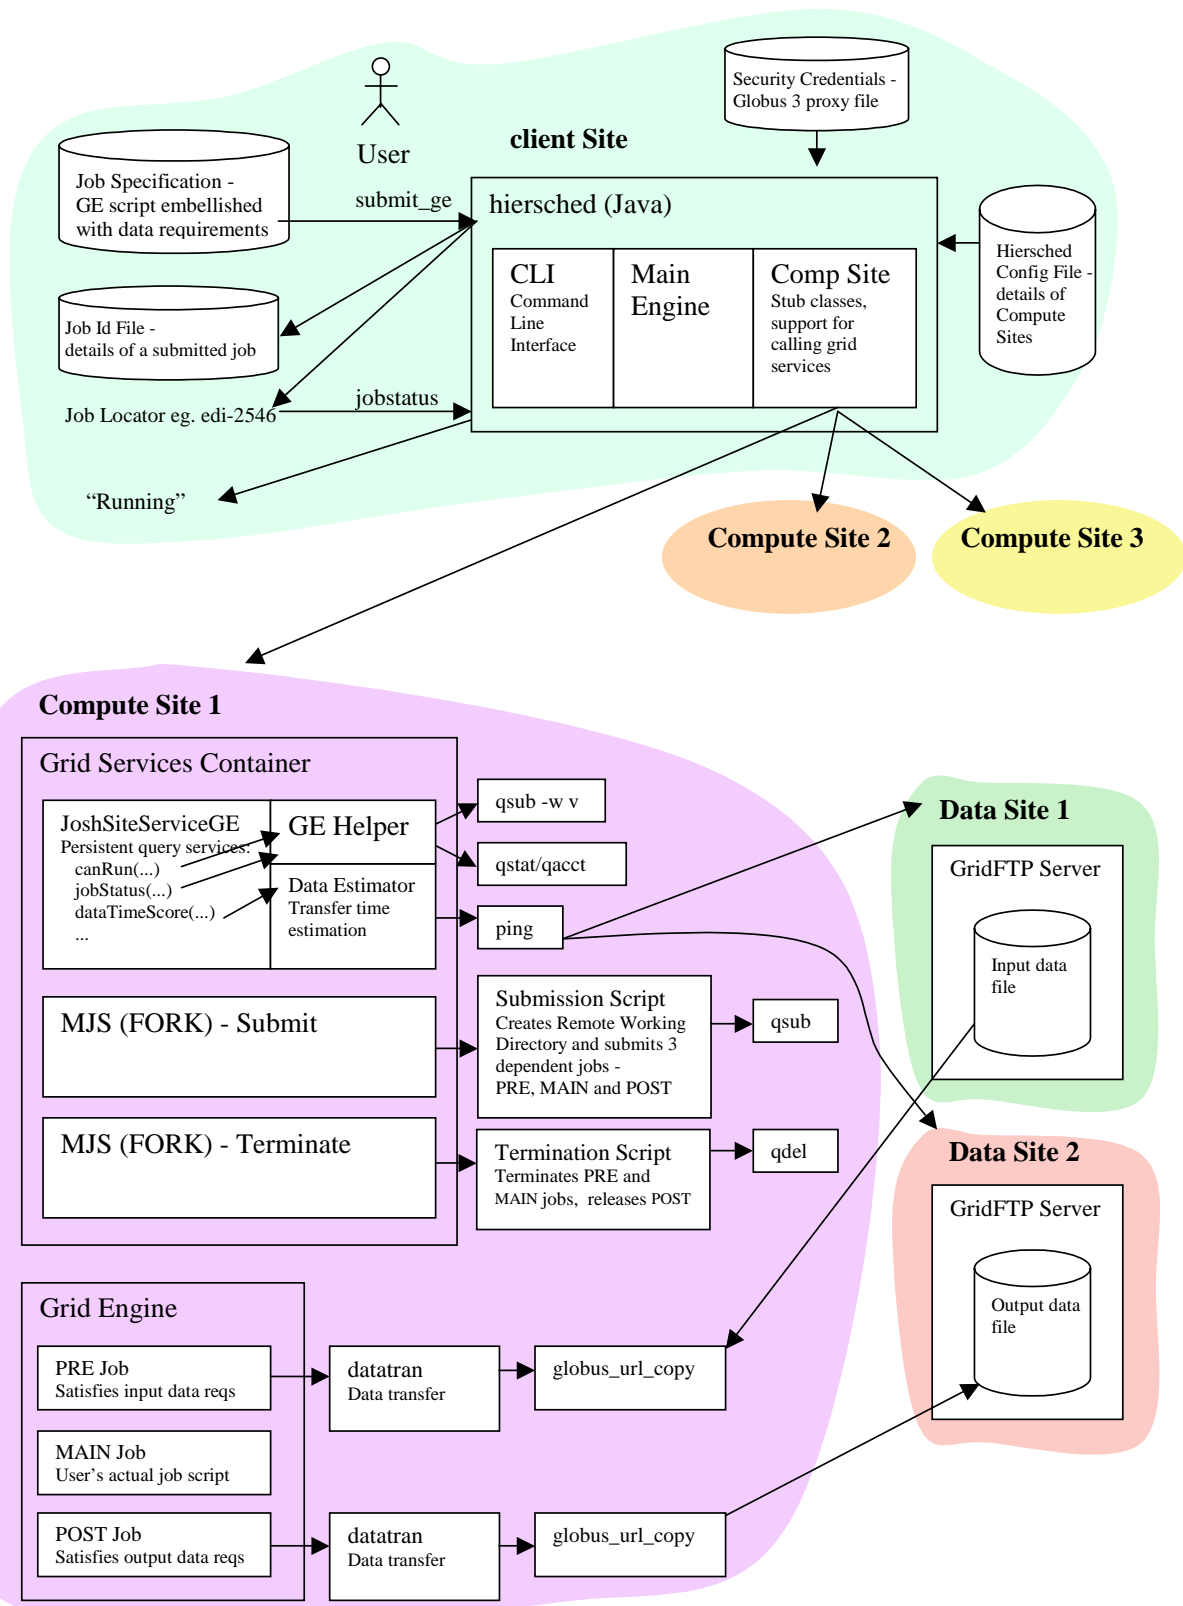 Security Credentials -
Globus 3 proxy file
client Site
User
Job Specification -
GE script embellished
with data requirements
submit_ge
hiersched (Java)
CLI
Command
Line
Interface
Main
Engine
Comp Site
Stub classes,
support for
calling grid
services
Hiersched
Config File -
details of
Compute
Sites
Job Id File -
details of a submitted job
Job Locator eg. edi-2546
jobstatus
“Running”
Compute Site 2
Compute Site 3
Compute Site 1
Grid Services Container
JoshSiteServiceGE
Persistent query services:
canRun(...)
jobStatus(...)
dataTimeScore(...)
...
GE Helper
Data Estimator
Transfer time
estimation
qsub -w v
qstat/qacct
ping
MJS (FORK) - Submit
Submission Script
Creates Remote Working
Directory and submits 3
dependent jobs -
PRE, MAIN and POST
qsub
MJS (FORK) - Terminate
Termination Script
Terminates PRE and
MAIN jobs,  releases POST
qdel
Data Site 1
GridFTP Server
Input data
file
Data Site 2
GridFTP Server
Output data
file
Grid Engine
PRE Job
Satisfies input data reqs
datatran
Data transfer
globus_url_copy
MAIN Job
User's actual job script
POST Job
Satisfies output data reqs
datatran
Data transfer
globus_url_copy